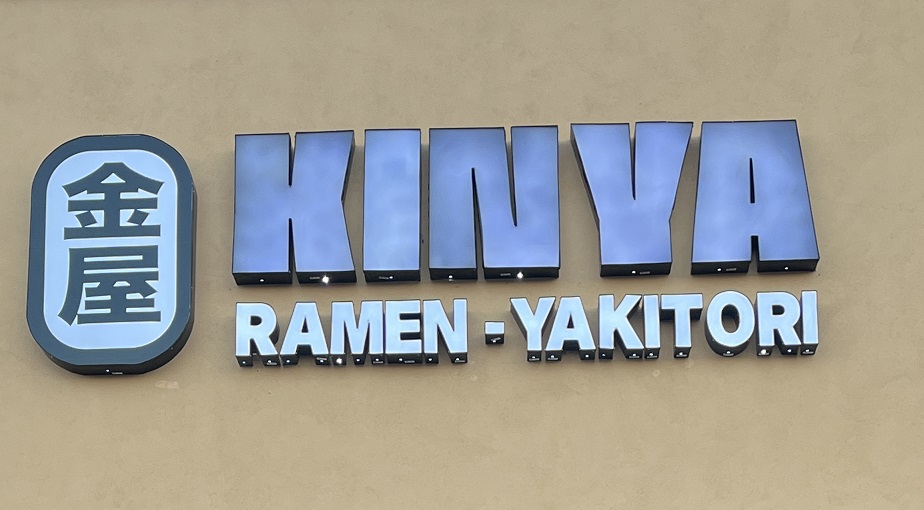 金屋
KINYA
RAMEN - YAKITORI